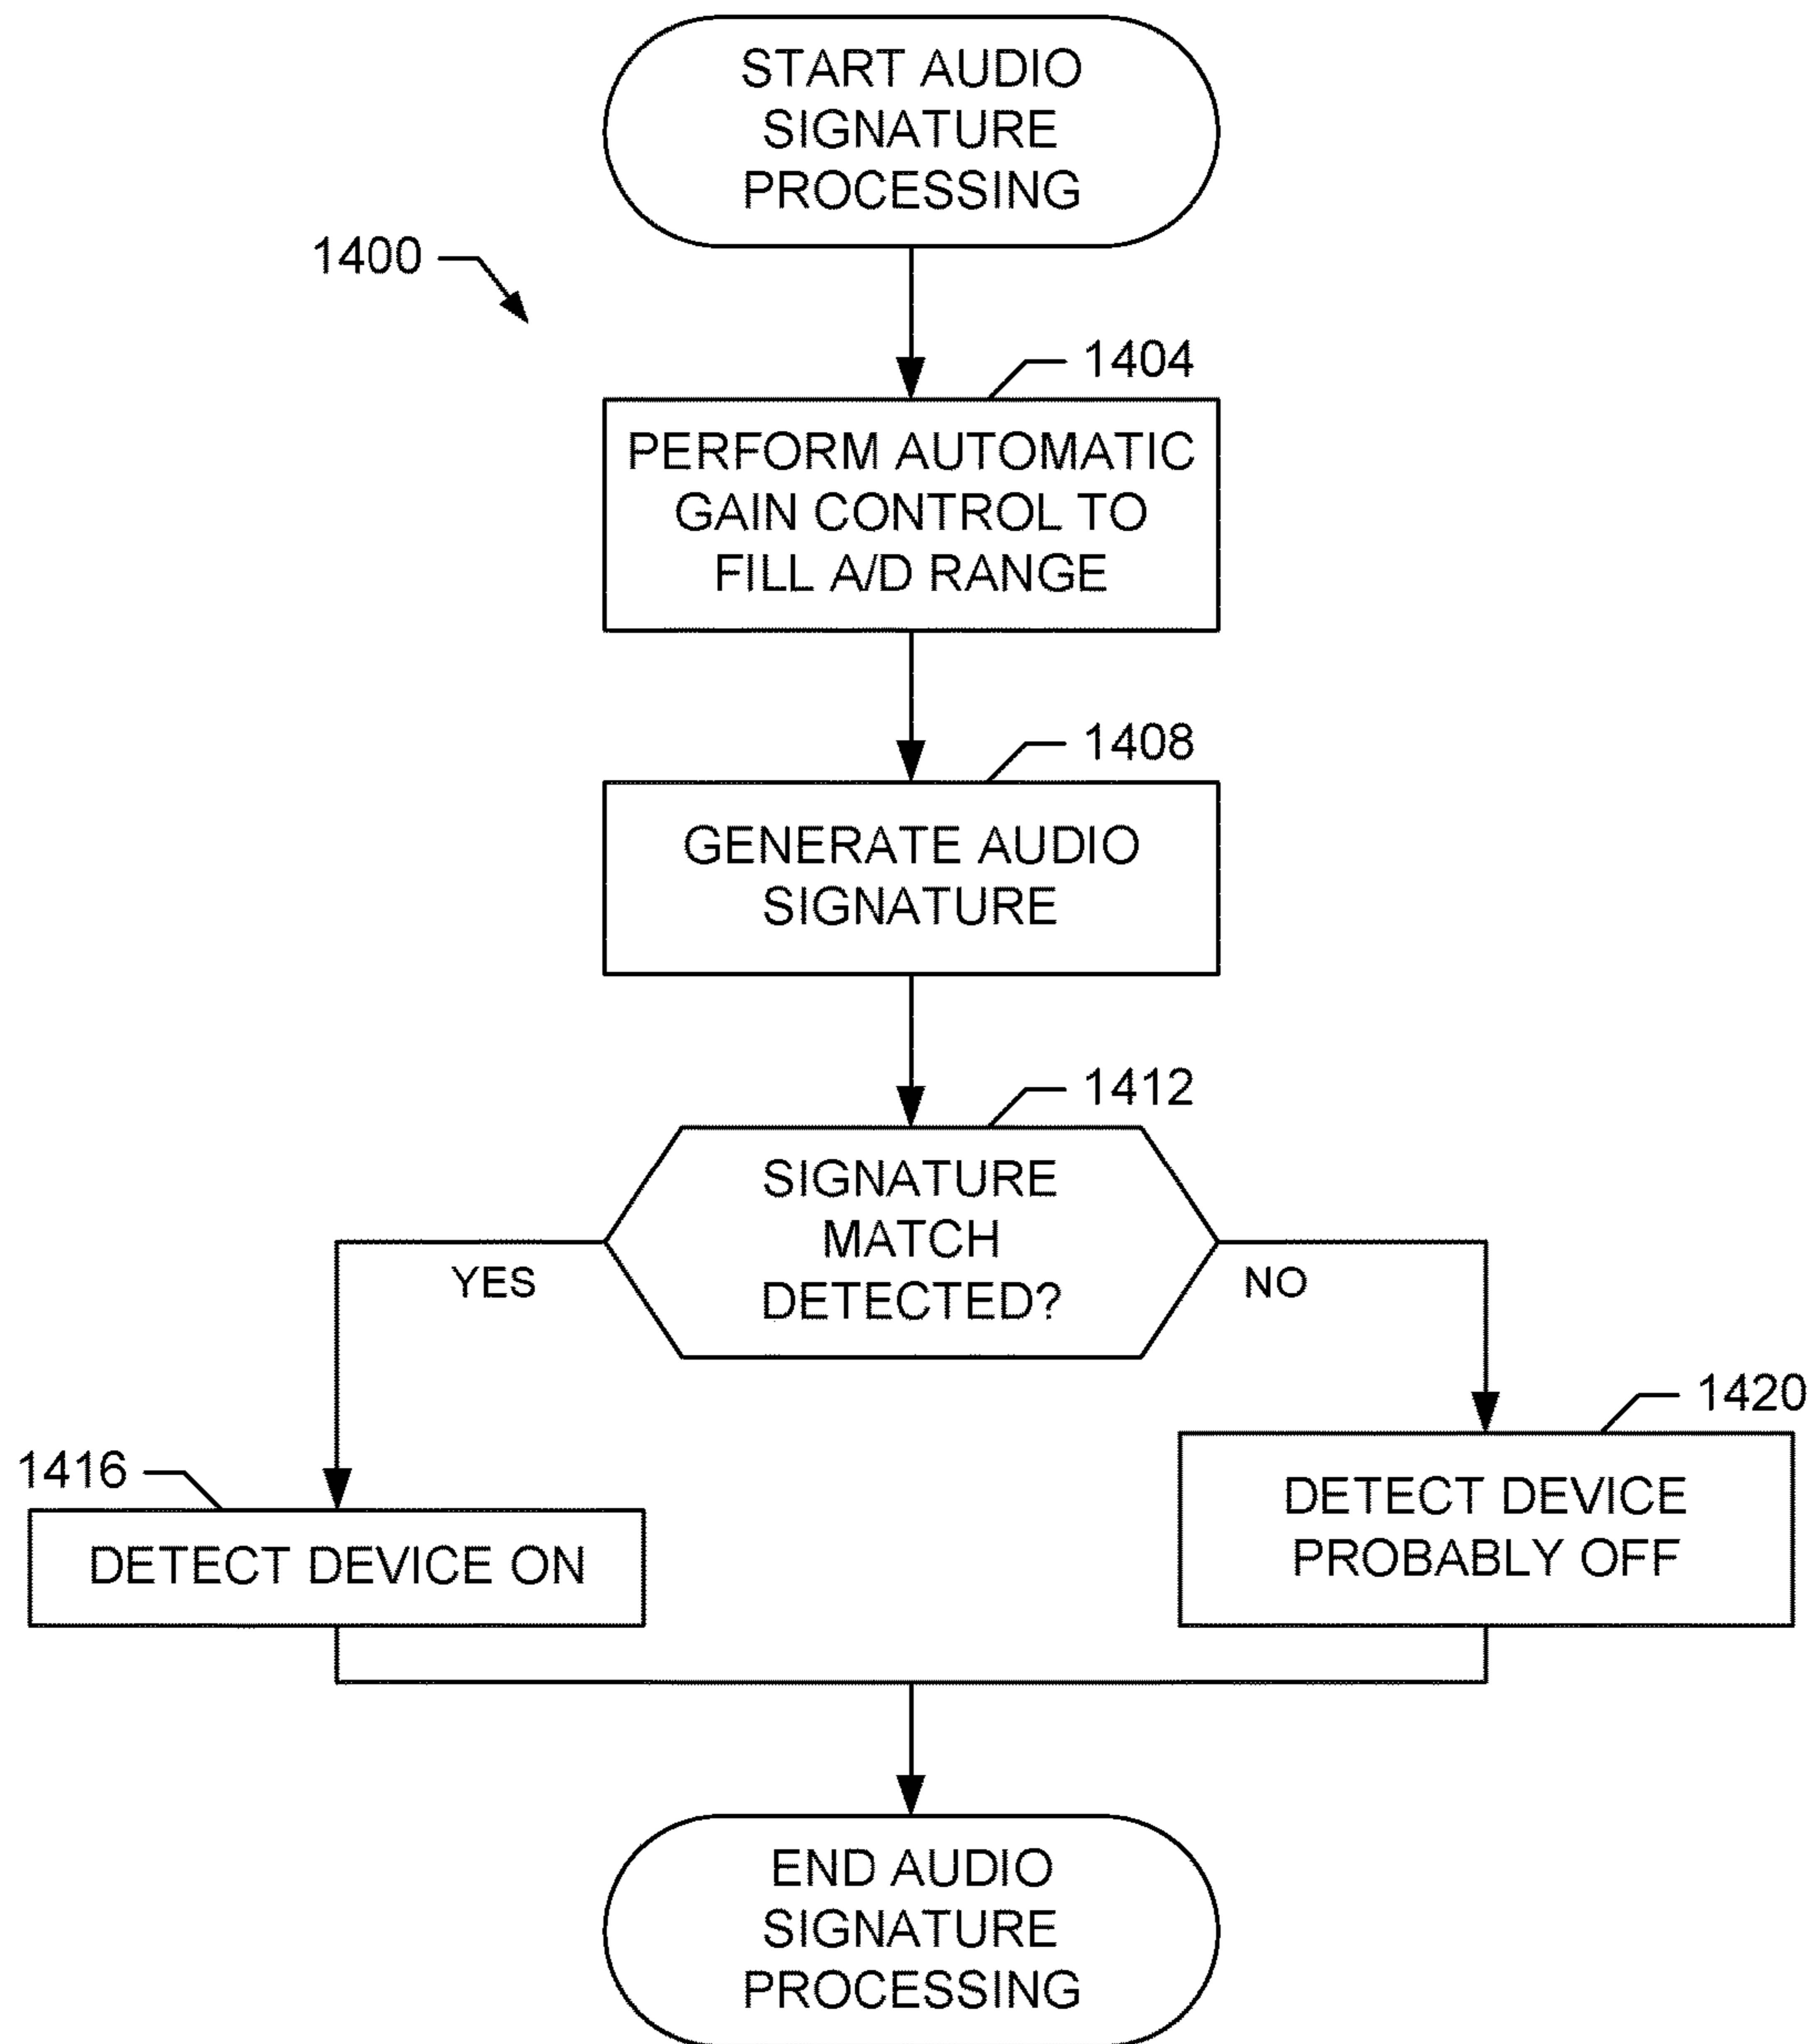 START AUDIO
SIGNATURE
PROCESSING
1400
1404
PERFORM AUTOMATIC
GAIN CONTROL TO
FILL A/D RANGE
1408
GENERATE AUDIO
SIGNATURE
1412
SIGNATURE
MATCH
DETECTED?
YES
NO
1416
DETECT DEVICE ON
1420
DETECT DEVICE
PROBABLY OFF
END AUDIO
SIGNATURE
PROCESSING